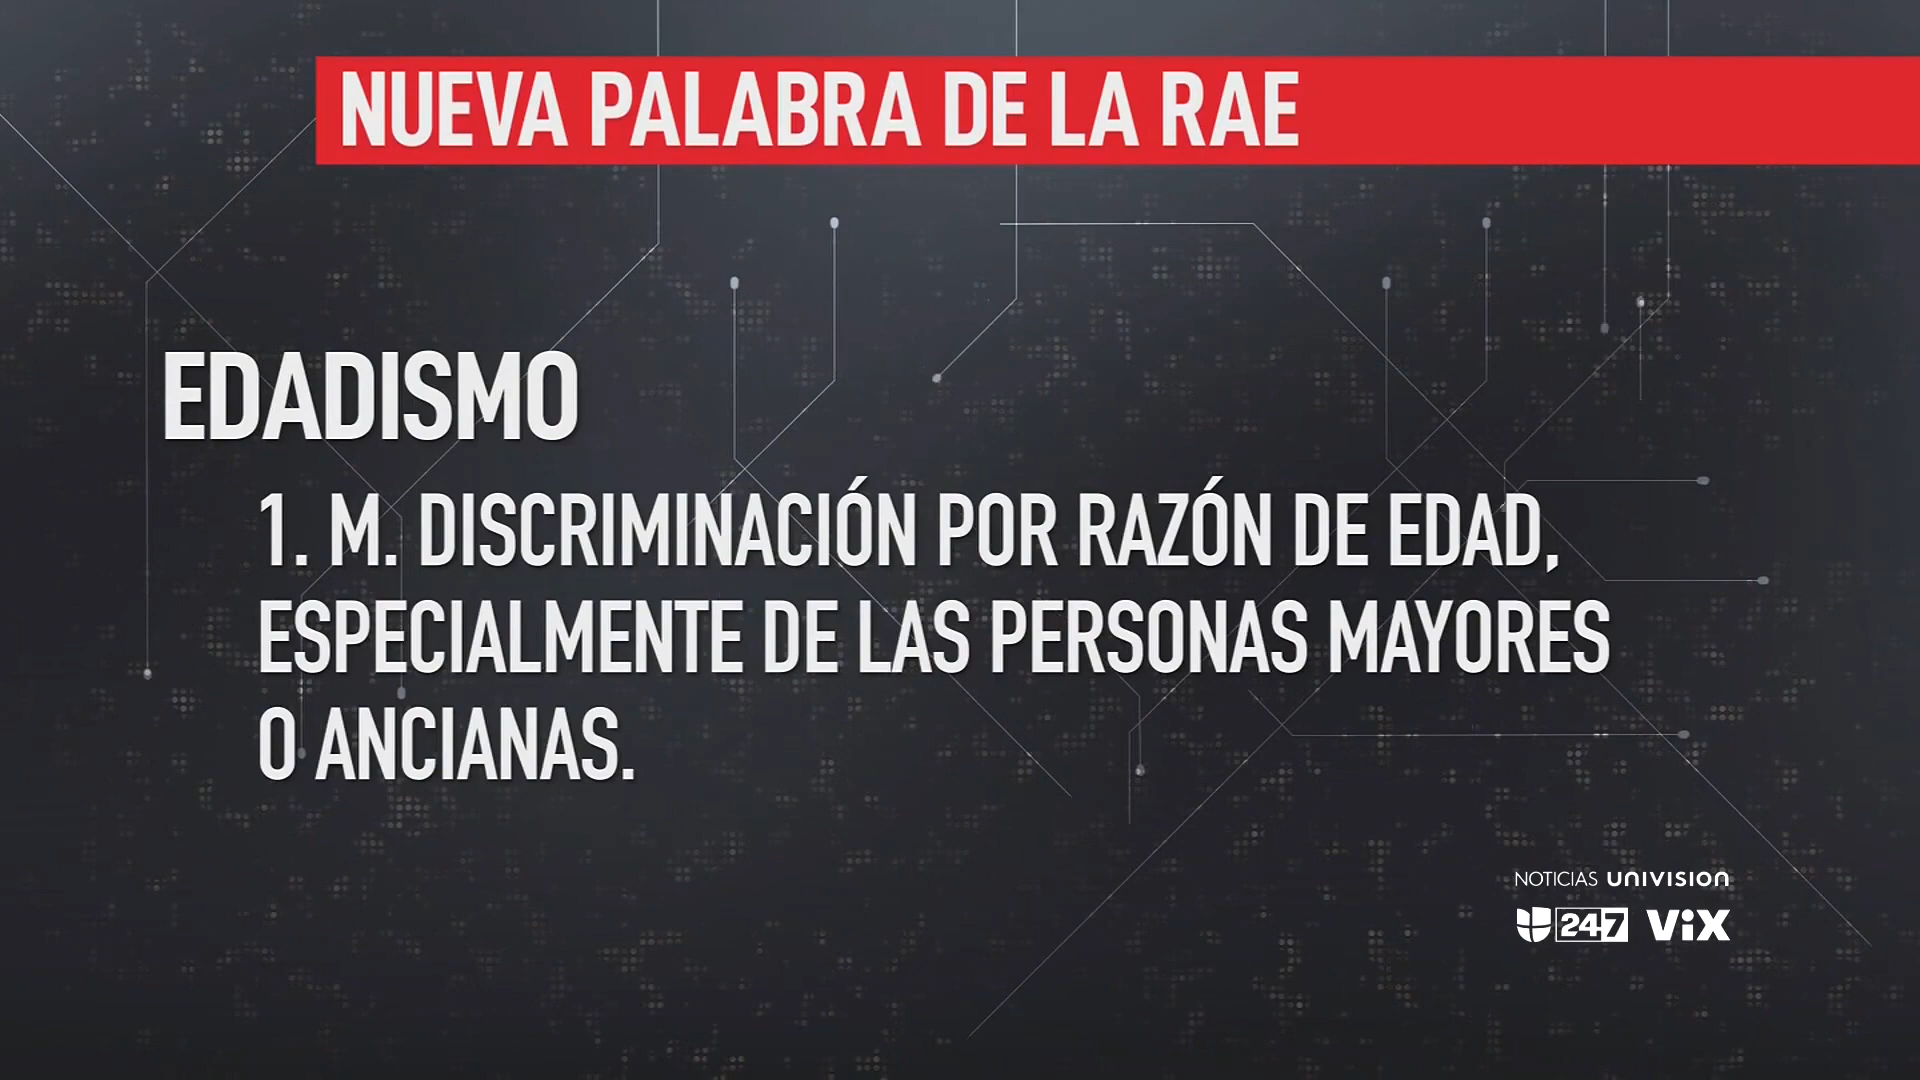 NUEVA PALABRA DE LA RAE
EDADISMO
1. M. DISCRIMINACIÓN POR RAZÓN DE EDAD,
ESPECIALMENTE DE LAS PERSONAS MAYORES
O ANCIANAS.
NOTICIAS UNIVISION
24·7 ViX